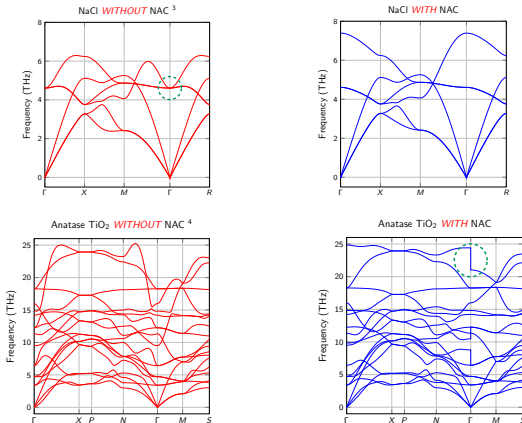 NaCl WITHOUT NAC 3
8
6
4
2
0
Frequency (THz)
Γ X M Γ R
NaCl WITH NAC
8
6
4
2
0
Frequency (THz)
Γ X M Γ R
Anatase TiO2 WITHOUT NAC 4
25
20
15
10
5
0
Frequency (THz)
Γ X P N Γ M S
Anatase TiO2 WITH NAC
25
20
15
10
5
0
Frequency (THz)
Γ X P N Γ M S